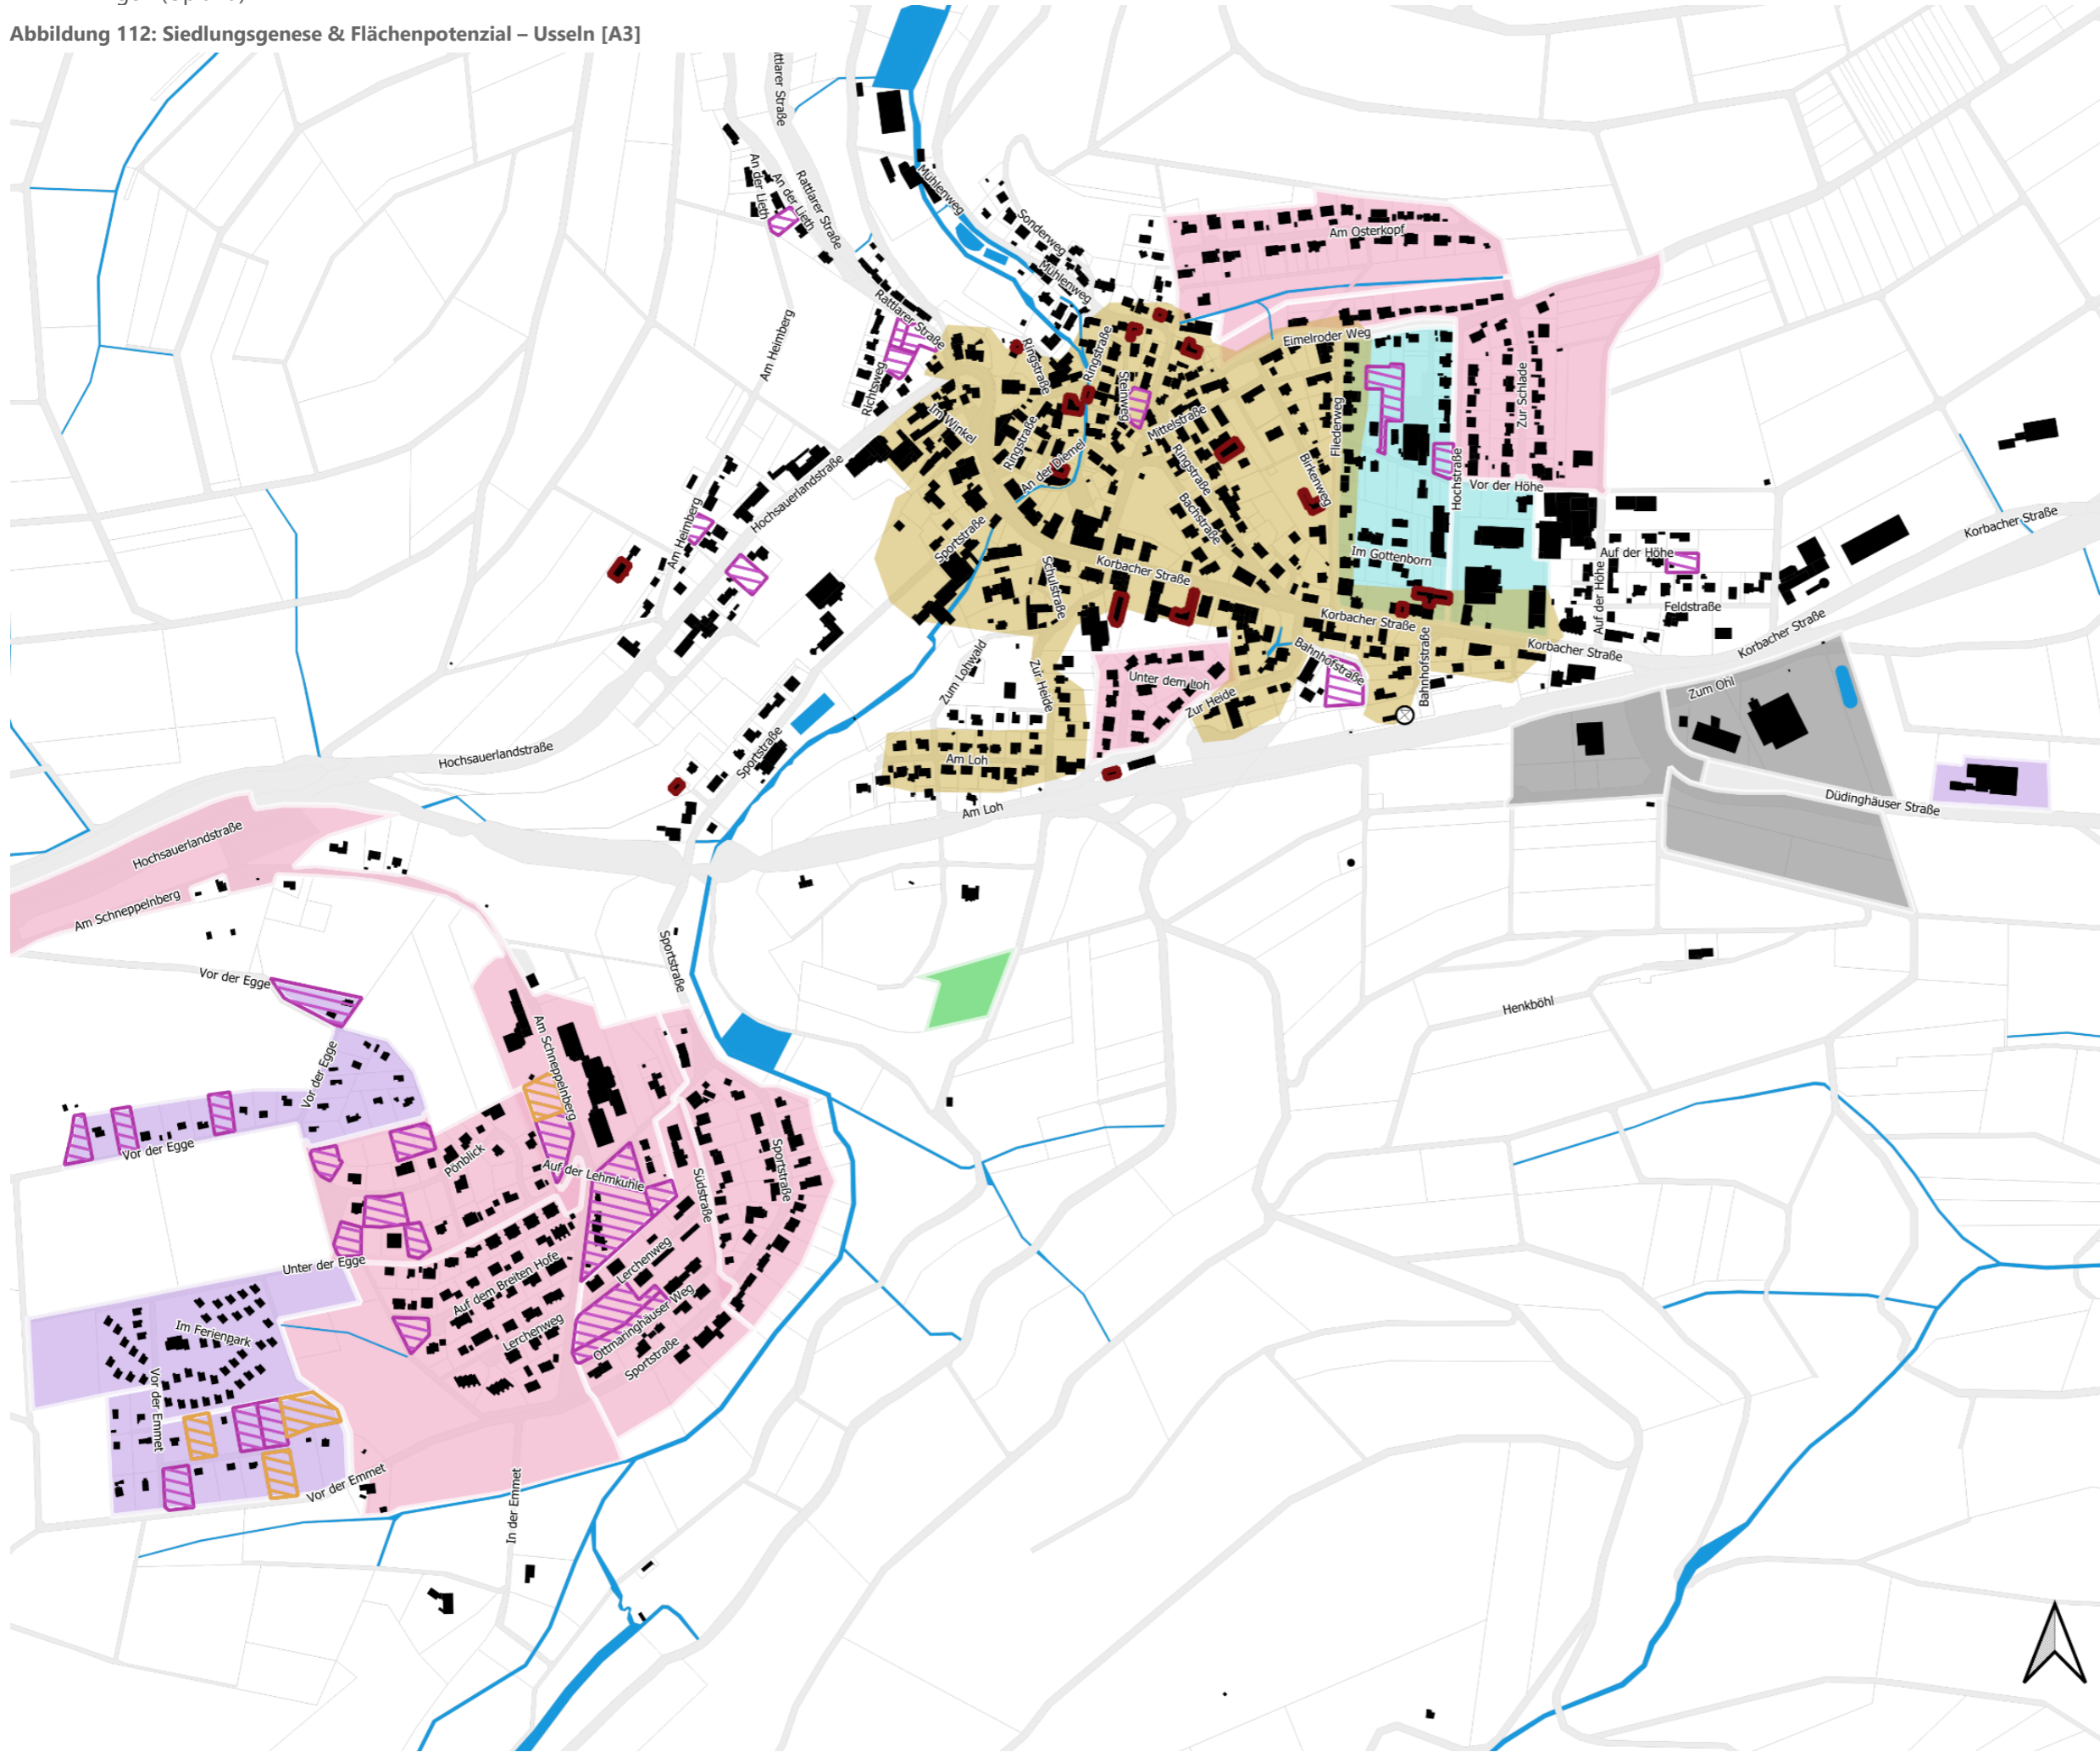 Abbildung 112: Siedlungsgenese & Flächenpotenzial – Usseln [A3]
Rattlarer Straße
An der Lieth
An der Lieth
Rattlarer Straße
Mühlenweg
Sonderweg
Mühlenweg
Am Osterkopf
Rattlarer Straße
Am Heimberg
Richtsweg
Ringstraße
Ringstraße
Steinweg
Eimelroder Weg
Im Winkel
Ringstraße
An der Diemel
Mittelstraße
Ringstraße
Fliederweg
Birkenweg
Bachstraße
Zur Schlade
Hochstraße
Vor der Höhe
Hochsauerlandstraße
Am Heimberg
Sportstraße
Schulstraße
Korbacher Straße
Im Gottenborn
Auf der Höhe
Auf der Höhe
Feldstraße
Korbacher Straße
Korbacher Straße
Korbacher Straße
Korbacher Straße
Bahnhofstraße
Bahnhofstraße
Zum Lohwald
Zur Heide
Unter dem Loh
Zur Heide
Zum Ohl
Hochsauerlandstraße
Sportstraße
Am Loh
Am Loh
Düdinghäuser Straße
Hochsauerlandstraße
Am Schneppelnberg
Sportstraße
Vor der Egge
Henkböhl
Am Schneppelnberg
Vor der Egge
Vor der Egge
Pönblick
Auf der Lehmkuhle
Südstraße
Sportstraße
Unter der Egge
Auf dem Breiten Hofe
Lerchenweg
Im Ferienpark
Lerchenweg
Ottmaringhäuser Weg
Sportstraße
Vor der Emmet
Vor der Emmet
In der Emmet